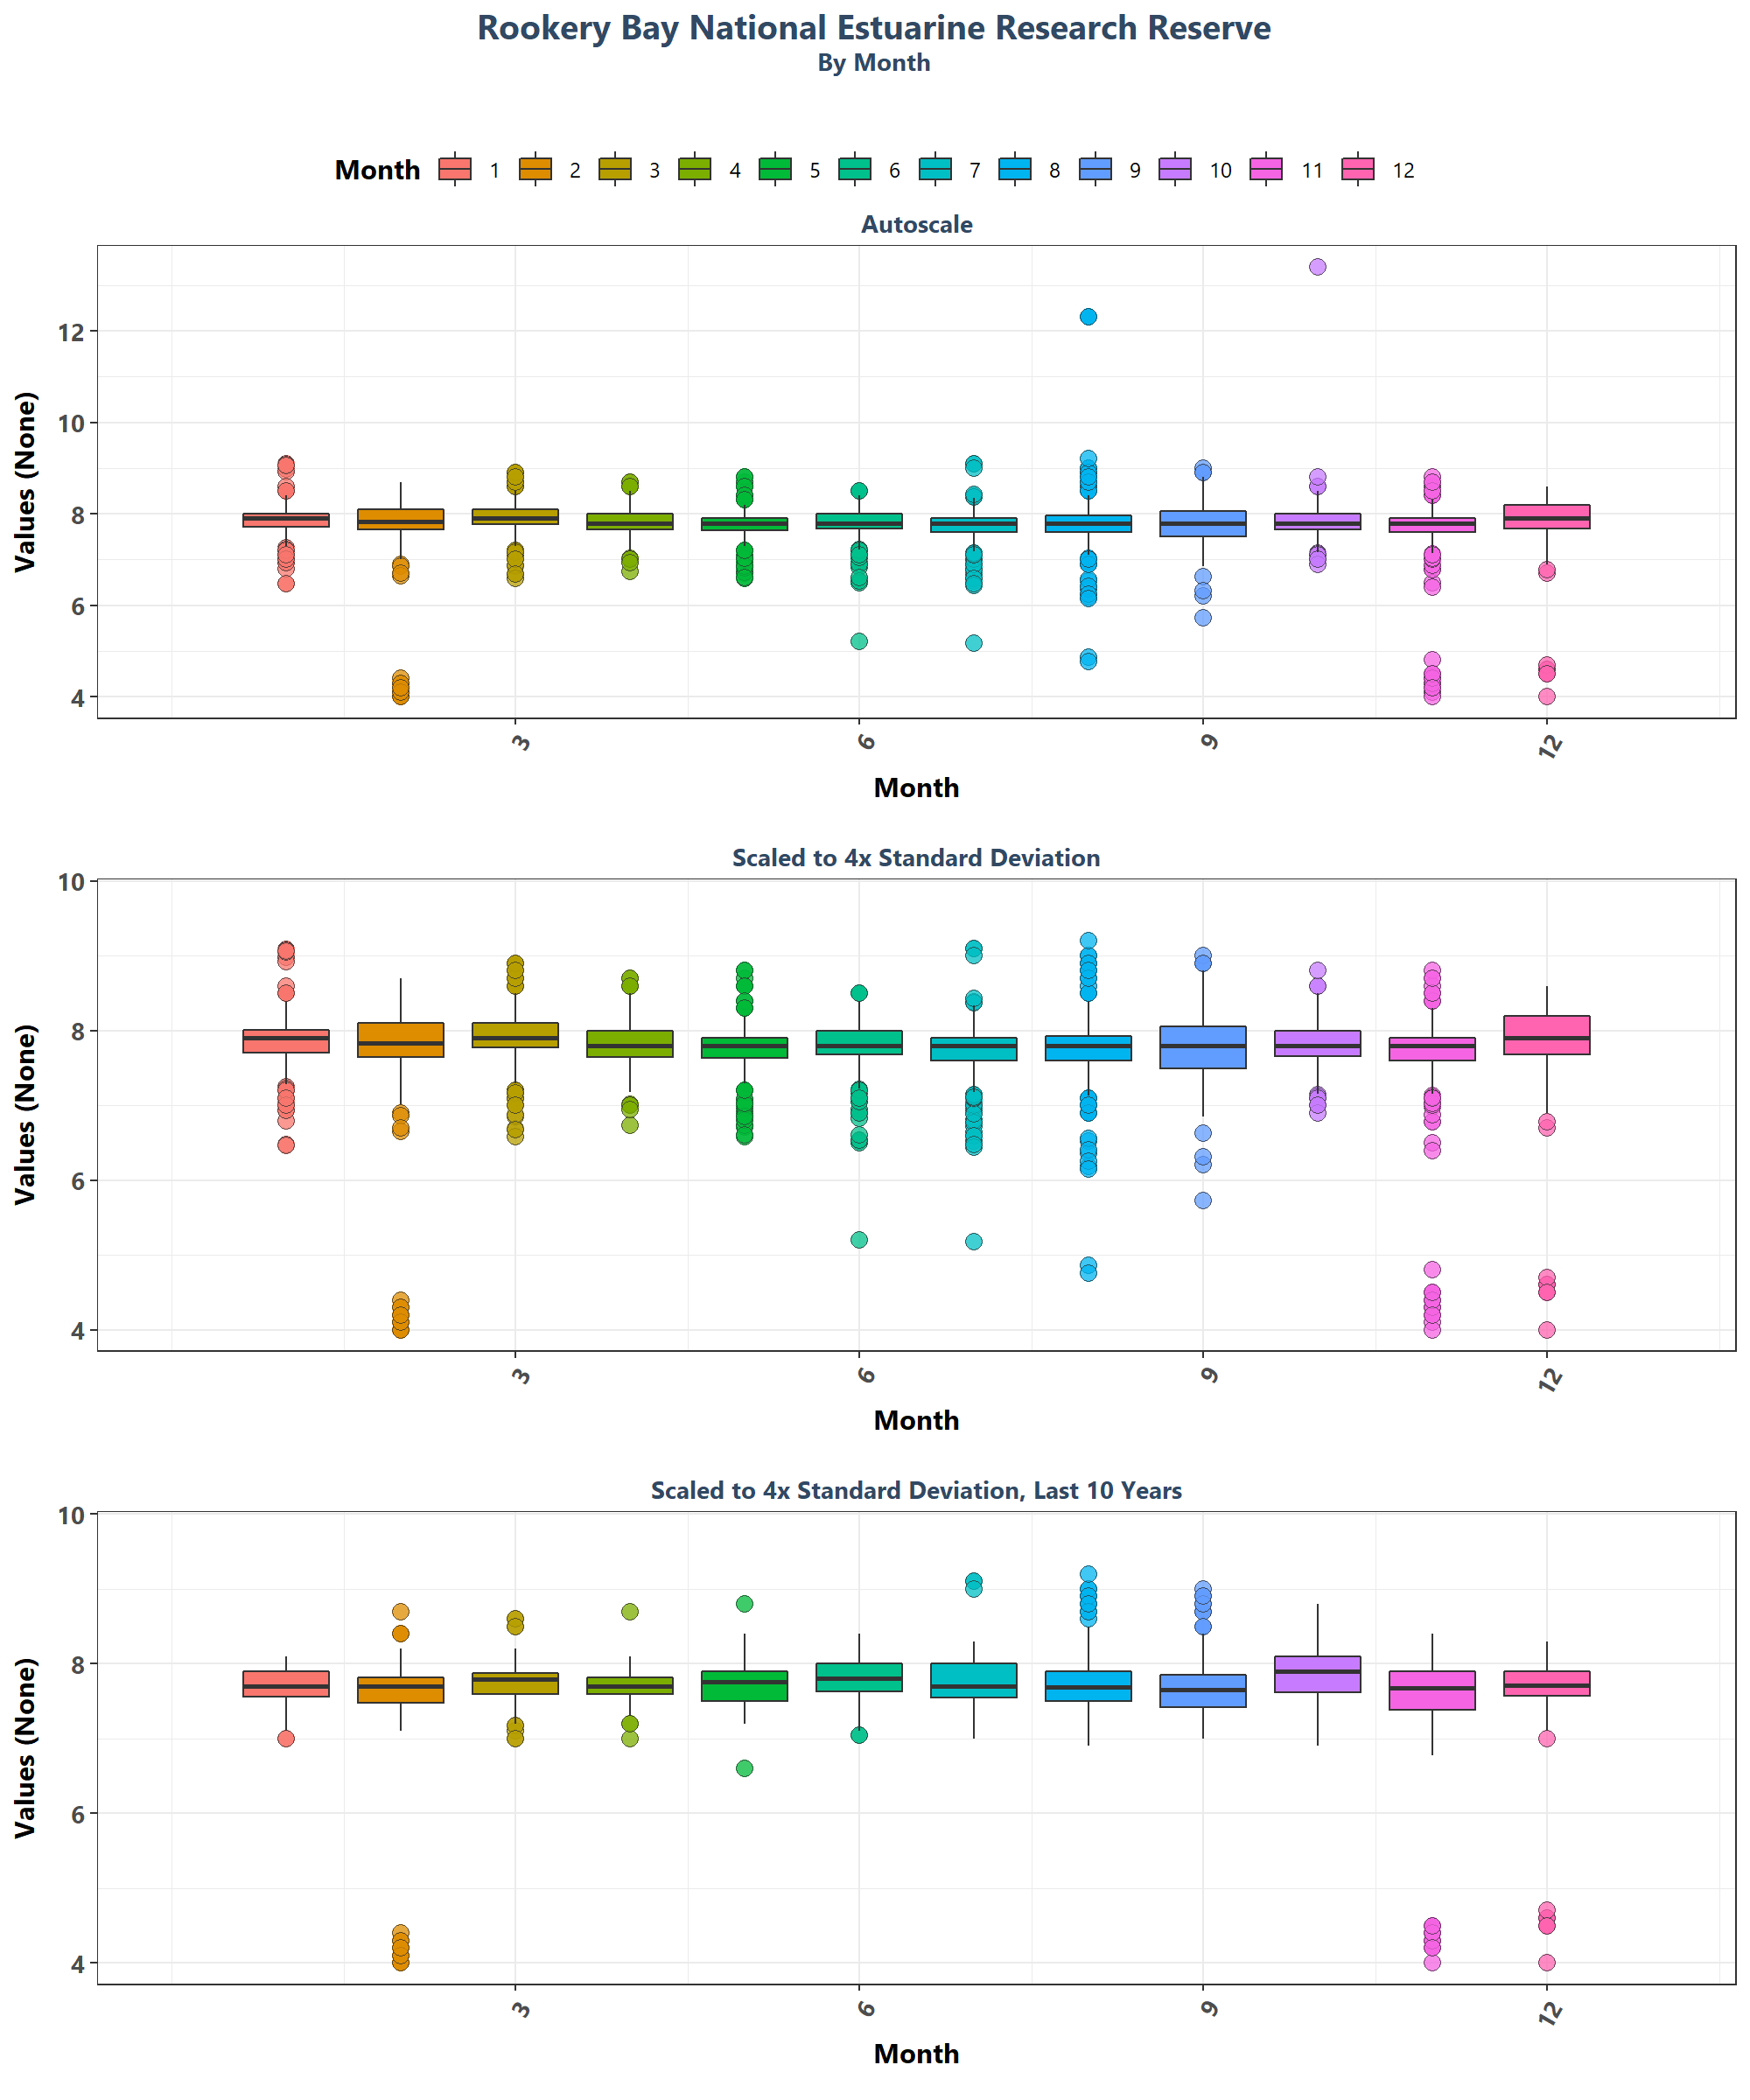 Rookery Bay National Estuarine Research Reserve
By Month
Month 1 2 3 4 5 6 7 8 9 10 11 12
Autoscale
Values (None)
12
10
8
6
4
3 6 9 12
Month
Scaled to 4x Standard Deviation
Values (None)
10
8
6
4
3 6 9 12
Month
Scaled to 4x Standard Deviation, Last 10 Years
Values (None)
10
8
6
4
3 6 9 12
Month